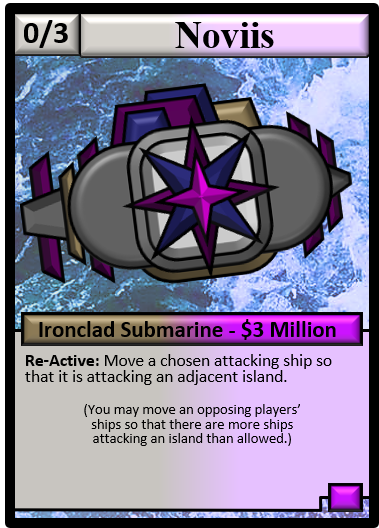 0/3
Noviis
Ironclad Submarine - $3 Million
Re-Active: Move a chosen attacking ship so
that it is attacking an adjacent island.
(You may move an opposing players'
ships so that there are more ships
attacking an island than allowed.)